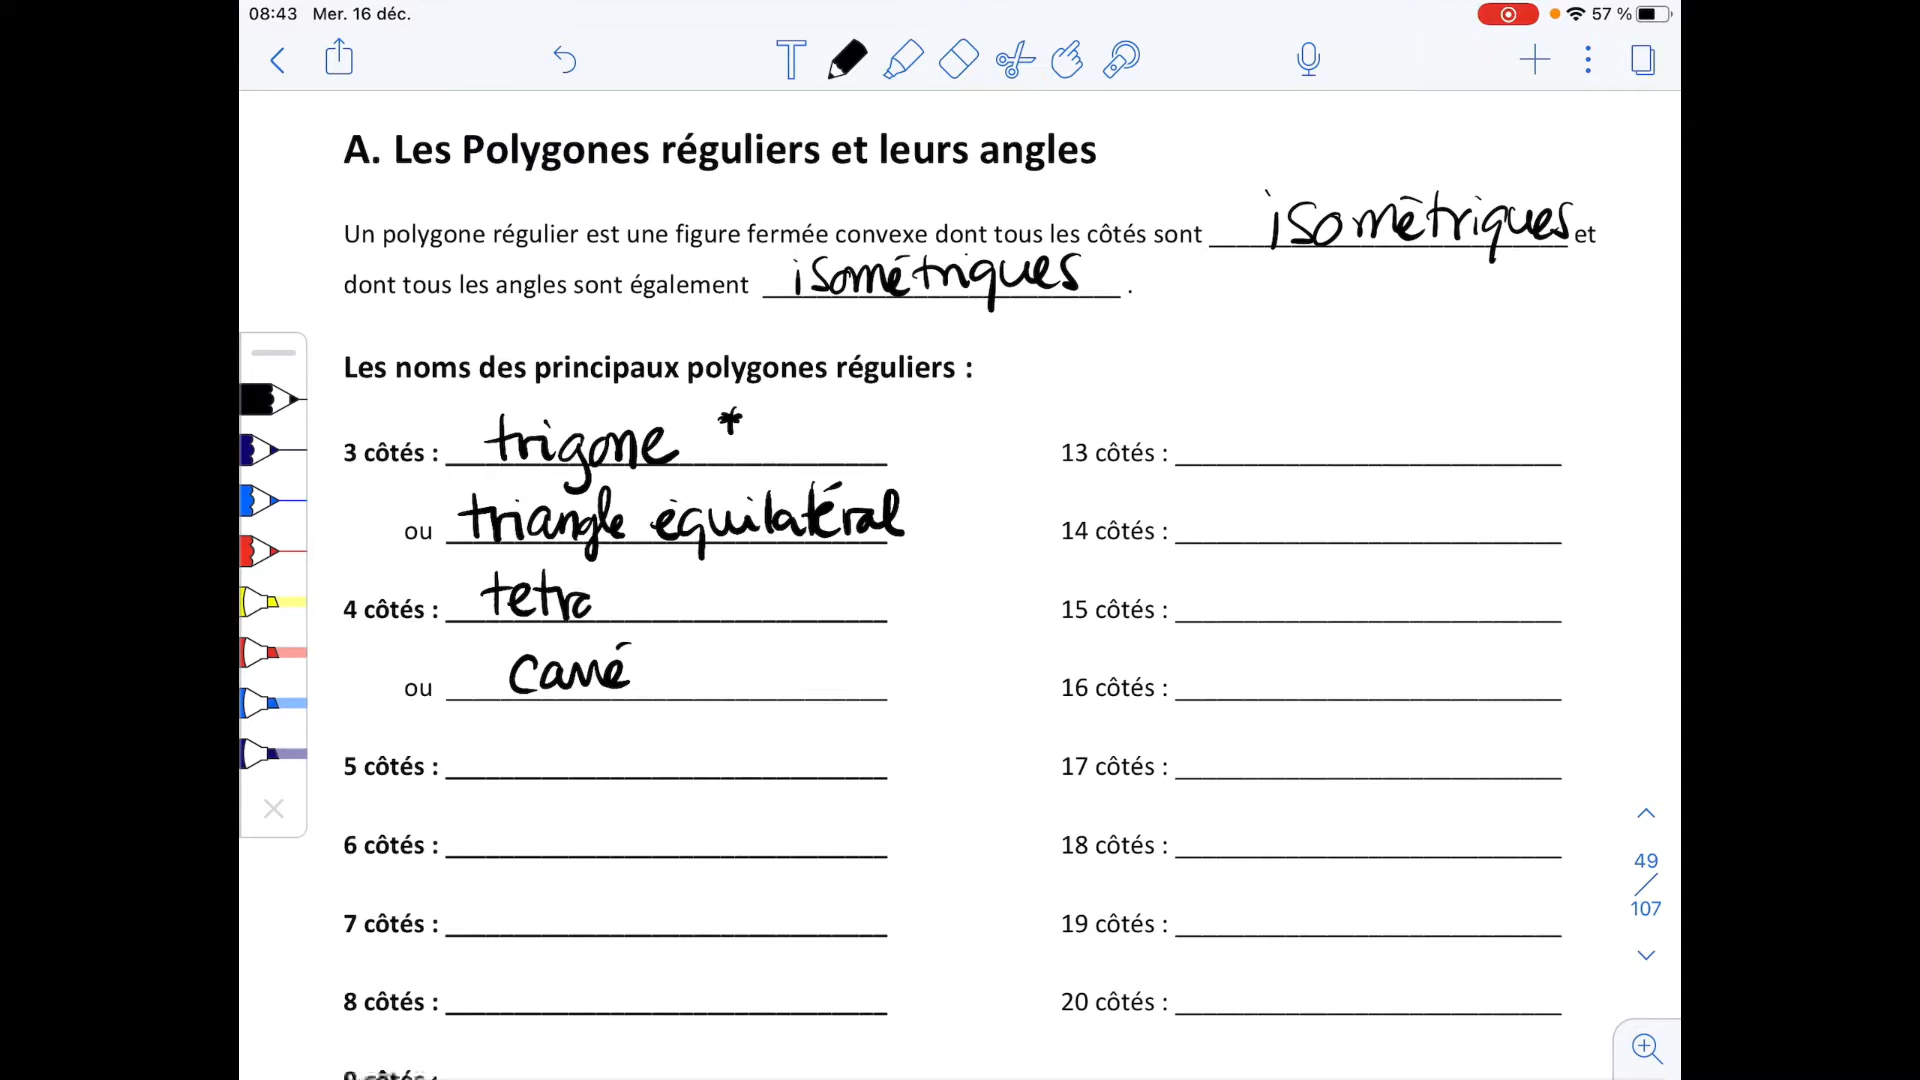 08:43 Mer. 16 déc.
57 %
A. Les Polygones réguliers et leurs angles
Un polygone régulier est une figure fermée convexe dont tous les côtés sont isométriques et
dont tous les angles sont également isométriques .
Les noms des principaux polygones réguliers :
3 côtés : trigone *
ou triangle équilatéral
4 côtés : tetra
ou carré
5 côtés :
6 côtés :
7 côtés :
8 côtés :
9 côtés :
13 côtés :
14 côtés :
15 côtés :
16 côtés :
17 côtés :
18 côtés :
19 côtés :
20 côtés :
49
107